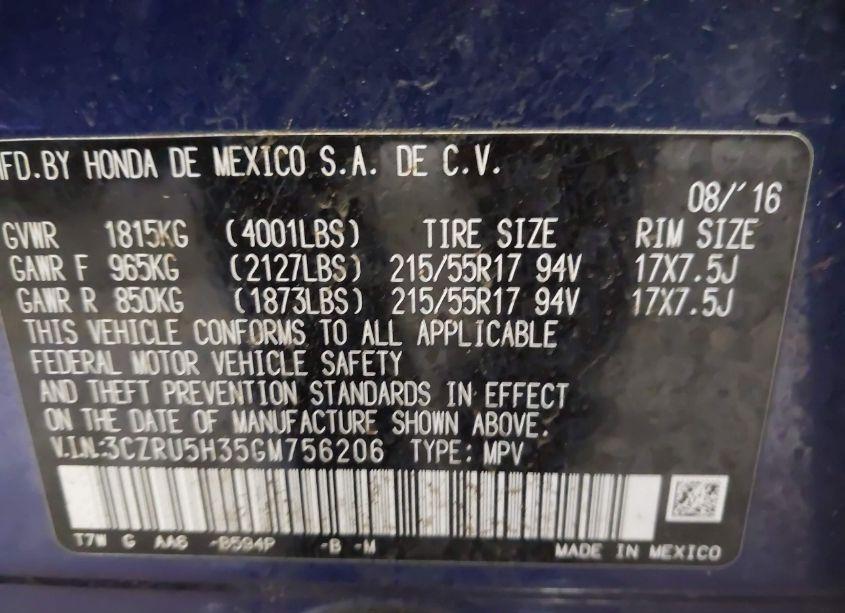 MFD.BY HONDA DE MEXICO S.A. DE C.V.
08/'16
GVWR 1815KG (4001LBS) TIRE SIZE RIM SIZE
GAWR F 965KG (2127LBS) 215/55R17 94V 17X7.5J
GAWR R 850KG (1873LBS) 215/55R17 94V 17X7.5J
THIS VEHICLE CONFORMS TO ALL APPLICABLE
FEDERAL MOTOR VEHICLE SAFETY
AND THEFT PREVENTION STANDARDS IN EFFECT
ON THE DATE OF MANUFACTURE SHOWN ABOVE.
V.I.N.:3CZRU5H35GM756206 TYPE: MPV
T7W G AA6 -B594P -B -M
MADE IN MEXICO